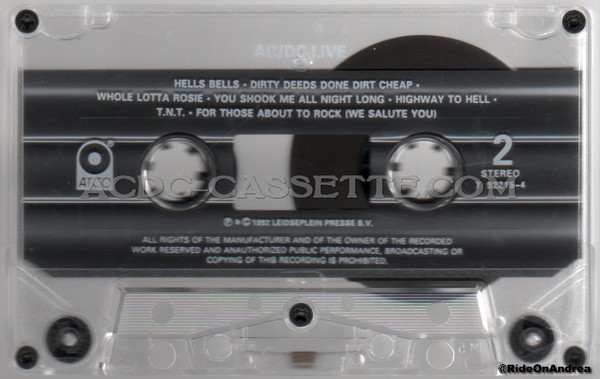 AC/DC LIVE
HELLS BELLS • DIRTY DEEDS DONE DIRT CHEAP •
WHOLE LOTTA ROSIE • YOU SHOOK ME ALL NIGHT LONG • HIGHWAY TO HELL •
T.N.T. • FOR THOSE ABOUT TO ROCK (WE SALUTE YOU)
ATCO
2
STEREO
92215-4
ACDC-CASSETTE.COM
℗ © 1992 LEIDSEPLEIN PRESSE B.V.
ALL RIGHTS OF THE MANUFACTURER AND OF THE OWNER OF THE RECORDED
WORK RESERVED AND UNAUTHORIZED PUBLIC PERFORMANCE, BROADCASTING OR
COPYING OF THIS RECORDING IS PROHIBITED.
@RideOnAndrea